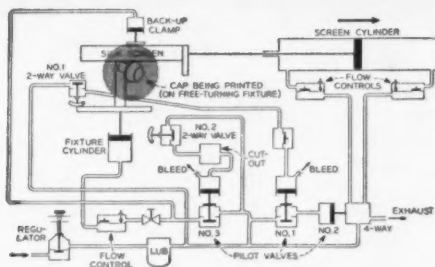 BACK-UP
CLAMP
SCREEN CYLINDER
NO. 1
2-WAY VALVE
CAP BEING PRINTED
(ON FREE-TURNING FIXTURE)
FLOW
CONTROLS
NO. 2
2-WAY VALVE
FIXTURE
CYLINDER
CUT-
OUT
BLEED
BLEED
REGU-
LATOR
FLOW
CONTROL
LUB
NO. 3
NO. 1
NO. 2
PILOT VALVES
4-WAY
EXHAUST